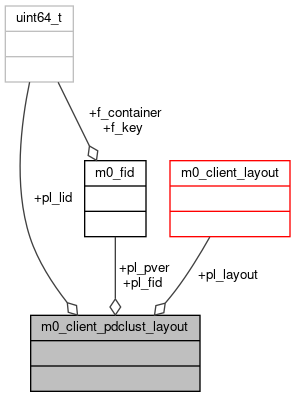 uint64_t
+f_container
+f_key
m0_fid
m0_client_layout
+pl_lid
+pl_pver
+pl_fid
+pl_layout
m0_client_pdclust_layout